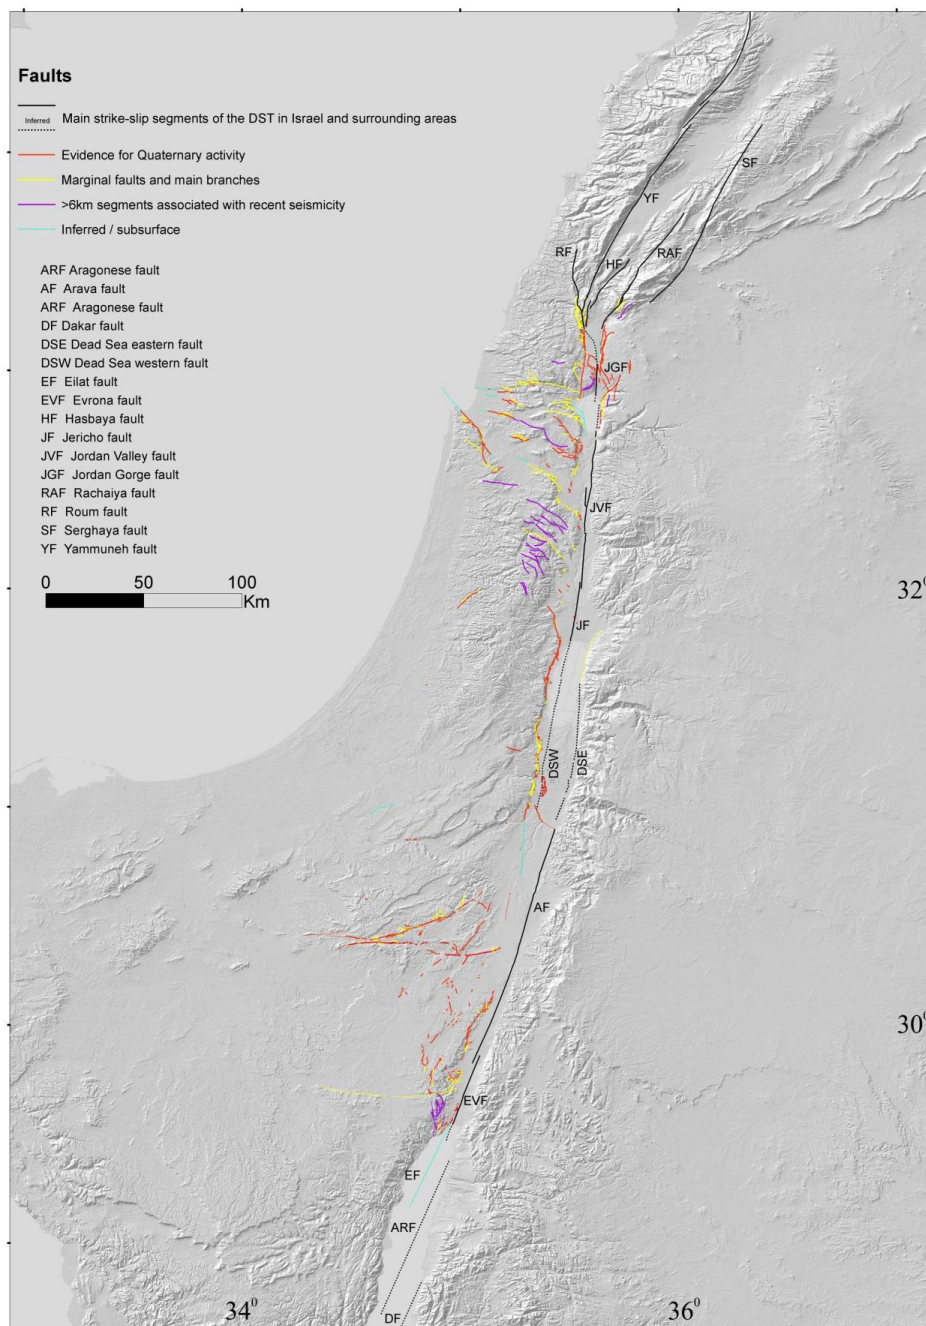 Faults
Inferred
Main strike-slip segments of the DST in Israel and surrounding areas
Evidence for Quaternary activity
Marginal faults and main branches
>6km segments associated with recent seismicity
Inferred / subsurface
ARF Aragonese fault
AF Arava fault
ARF Aragonese fault
DF Dakar fault
DSE Dead Sea eastern fault
DSW Dead Sea western fault
EF Eilat fault
EVF Evrona fault
HF Hasbaya fault
JF Jericho fault
JVF Jordan Valley fault
JGF Jordan Gorge fault
RAF Rachaiya fault
RF Roum fault
SF Serghaya fault
YF Yammuneh fault
0 50 100
Km
SF
YF
RF
HF
RAF
JGF
JVF
32⁰
JF
DSW
DSE
AF
30⁰
EVF
EF
ARF
DF
34⁰
36⁰